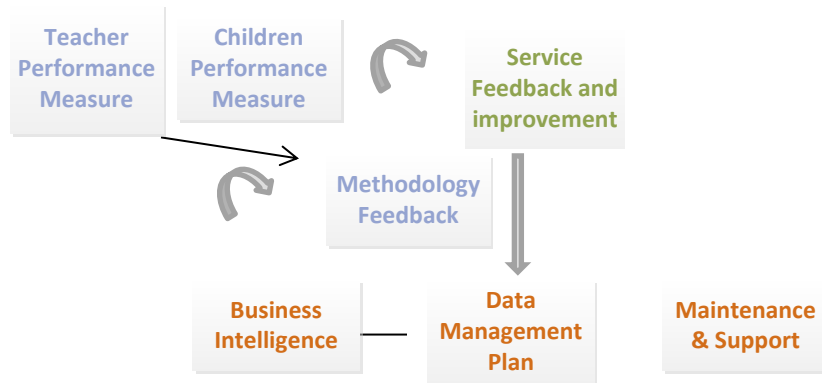 Teacher
Performance
Measure
Children
Performance
Measure
Service
Feedback and
improvement
Methodology
Feedback
Business
Intelligence
Data
Management
Plan
Maintenance
& Support